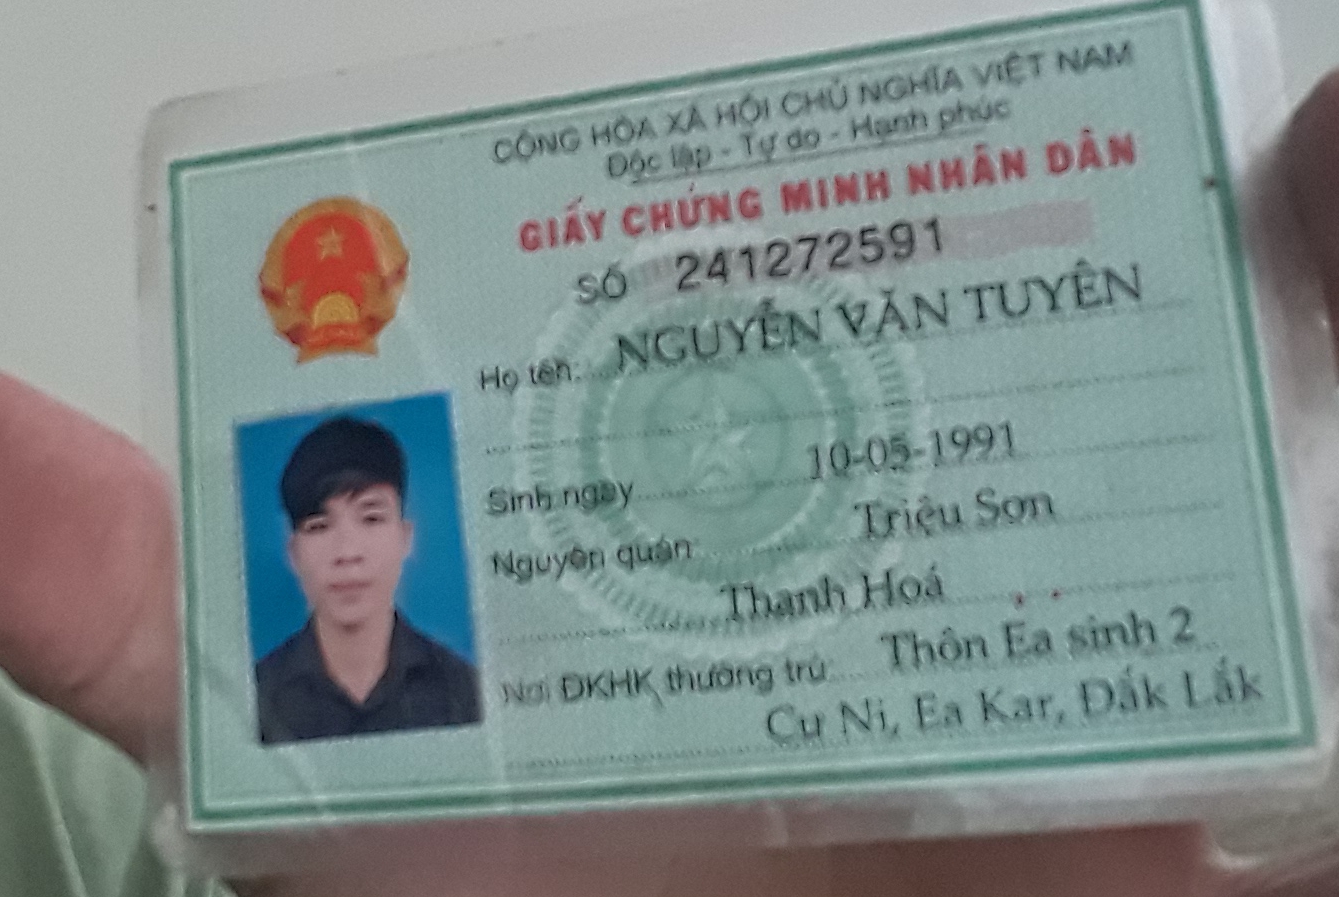 CỘNG HÒA XÃ HỘI CHỦ NGHĨA VIỆT NAM
Độc lập - Tự do - Hạnh phúc
GIẤY CHỨNG MINH NHÂN DÂN
SỐ 241272591
Họ tên: NGUYỄN VĂN TUYÊN
Sinh ngày 10-05-1991
Nguyên quán: Triệu Sơn
Thanh Hoá
Nơi ĐKHK thường trú: Thôn Ea sinh 2
Cư Ni, Ea Kar, Đắk Lắk